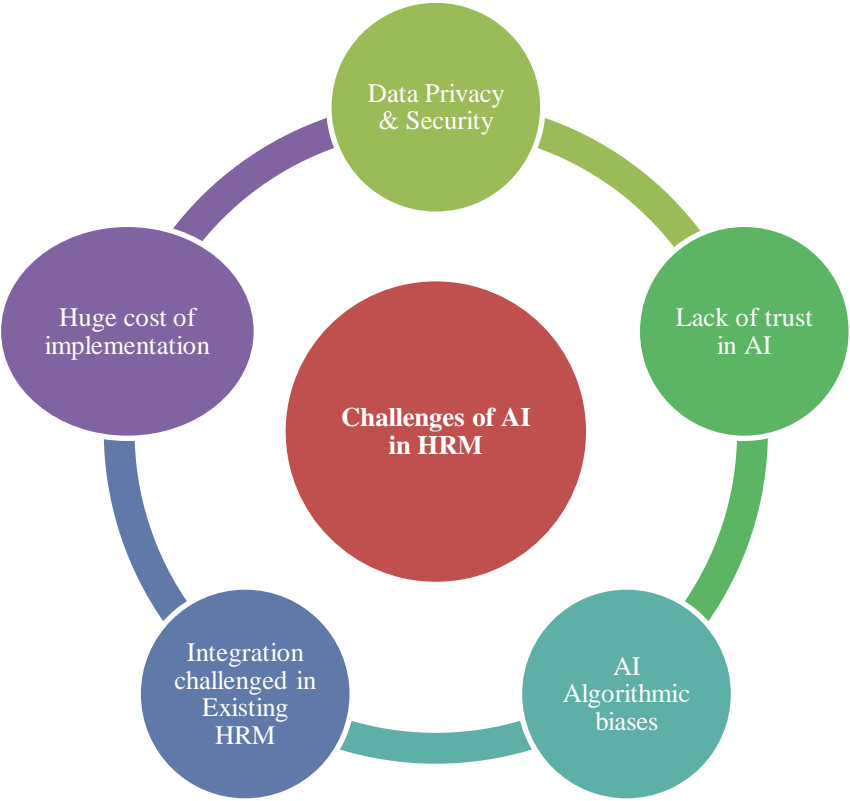 Data Privacy
& Security
Lack of trust
in AI
AI
Algorithmic
biases
Integration
challenged in
Existing
HRM
Huge cost of
implementation
Challenges of AI
in HRM